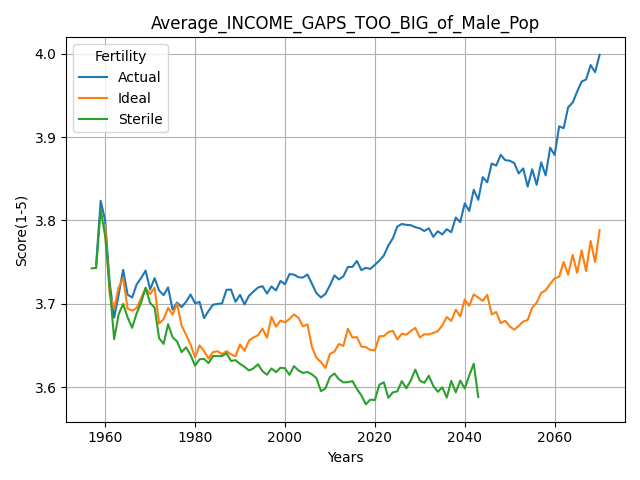 Average_INCOME_GAPS_TOO_BIG_of_Male_Pop
Fertility
Actual
Ideal
Sterile
Score(1-5)
4.0
3.9
3.8
3.7
3.6
1960 1980 2000 2020 2040 2060
Years